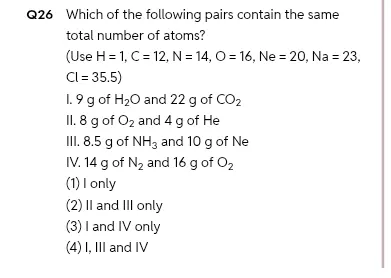 Q26 Which of the following pairs contain the same
total number of atoms?
(Use H = 1, C = 12, N = 14, O = 16, Ne = 20, Na = 23,
Cl = 35.5)
I. 9 g of H₂O and 22 g of CO₂
II. 8 g of O₂ and 4 g of He
III. 8.5 g of NH₃ and 10 g of Ne
IV. 14 g of N₂ and 16 g of O₂
(1) I only
(2) II and III only
(3) I and IV only
(4) I, III and IV